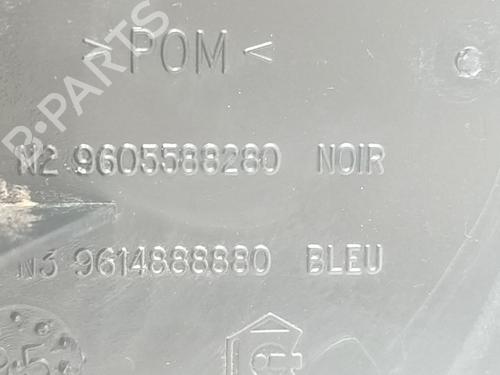 >POM<
N2 9605588280 NOIR
N3 9614888880 BLEU
B-PARTS